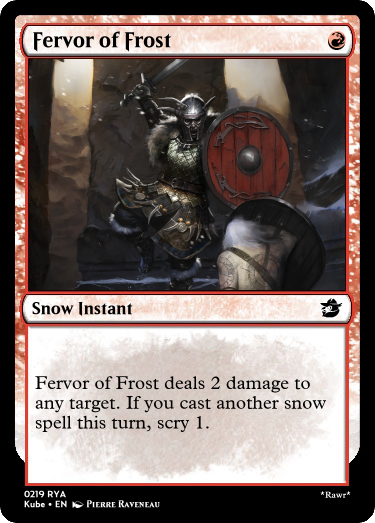 Fervor of Frost
Snow Instant
Fervor of Frost deals 2 damage to
any target. If you cast another snow
spell this turn, scry 1.
0219 RYA
Kube • EN Pierre Raveneau
*Rawr*